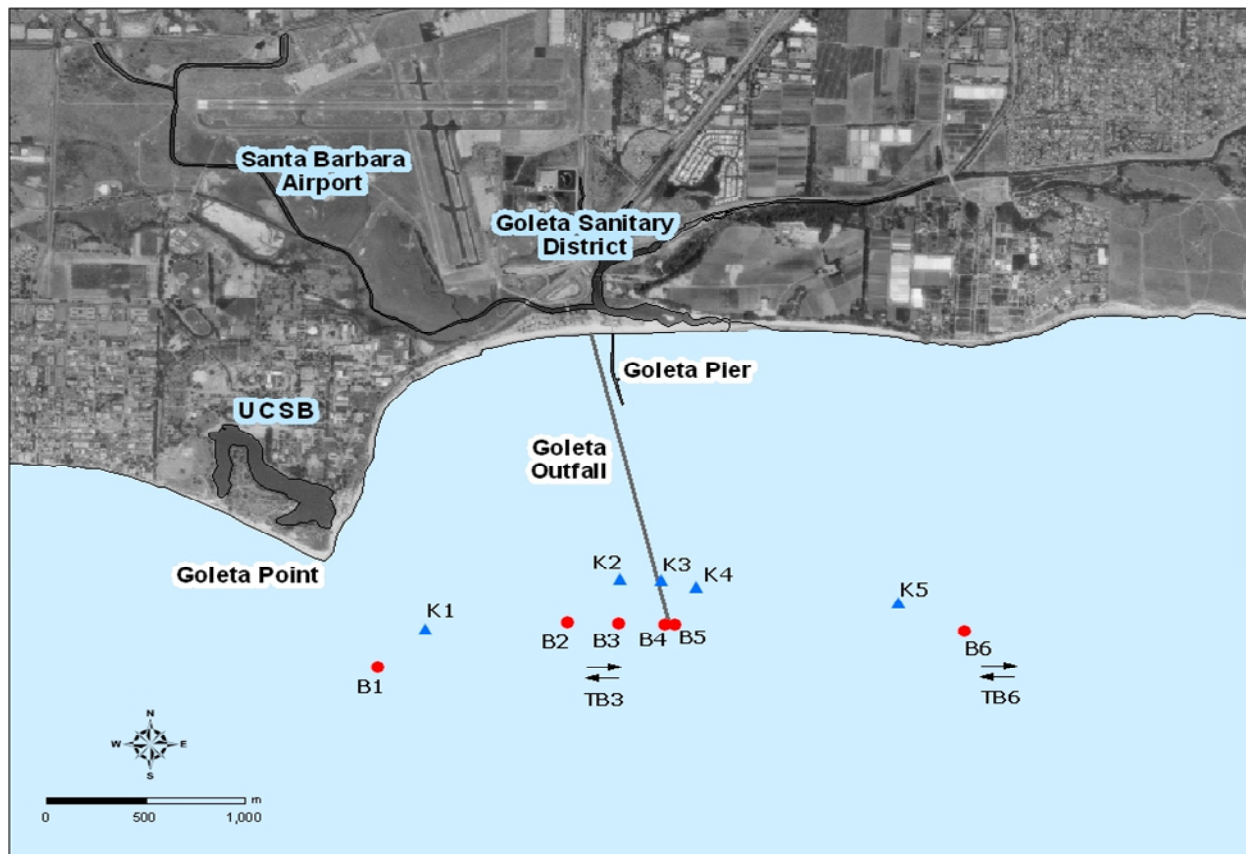 Santa Barbara
Airport
Goleta Sanitary
District
Goleta Pier
UCSB
Goleta
Outfall
Goleta Point
K2
K3
K4
K5
K1
B2
B3
B4
B5
B6
B1
TB3
TB6
N
W
E
S
m
0
500
1,000